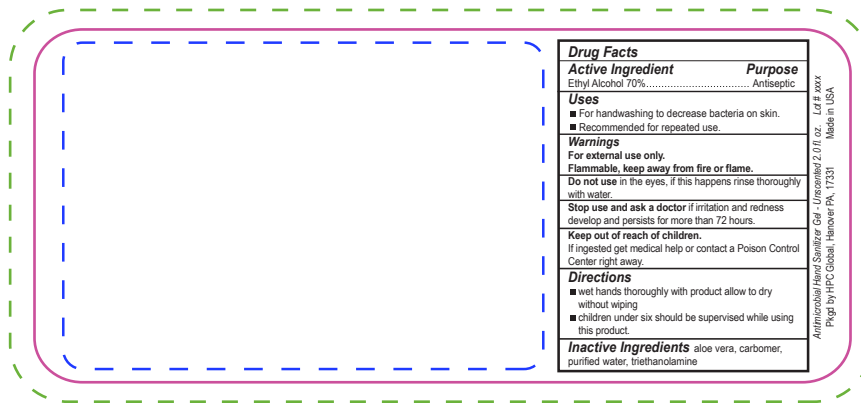 Drug Facts
Active Ingredient Purpose
Ethyl Alcohol 70%.................................. Antiseptic
Uses
■ For handwashing to decrease bacteria on skin.
■ Recommended for repeated use.
Warnings
For external use only.
Flammable, keep away from fire or flame.
Do not use in the eyes, if this happens rinse thoroughly
with water.
Stop use and ask a doctor if irritation and redness
develop and persists for more than 72 hours.
Keep out of reach of children.
If ingested get medical help or contact a Poison Control
Center right away.
Directions
■ wet hands thoroughly with product allow to dry
without wiping
■ children under six should be supervised while using
this product.
Inactive Ingredients aloe vera, carbomer,
purified water, triethanolamine
Antimicrobial Hand Sanitizer Gel - Unscented 2.0 fl. oz. Lot # xxxx
Pkgd by HPC Global, Hanover PA, 17331 Made in USA